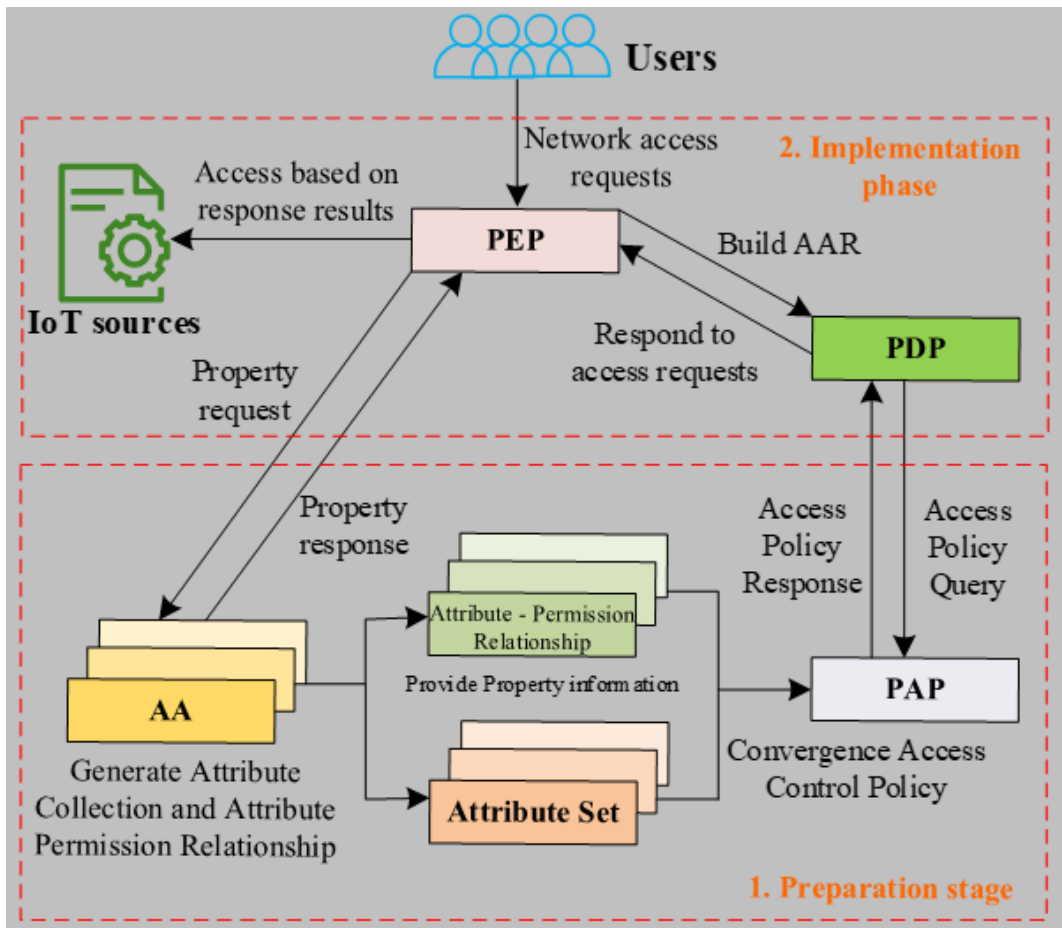 Users
Network access
requests
2. Implementation
phase
Access based on
response results
PEP
Build AAR
IoT sources
Respond to
access requests
PDP
Property
request
Property
response
Access
Policy
Response
Access
Policy
Query
Attribute - Permission
Relationship
Provide Property information
AA
PAP
Generate Attribute
Collection and Attribute
Permission Relationship
Attribute Set
Convergence Access
Control Policy
1. Preparation stage